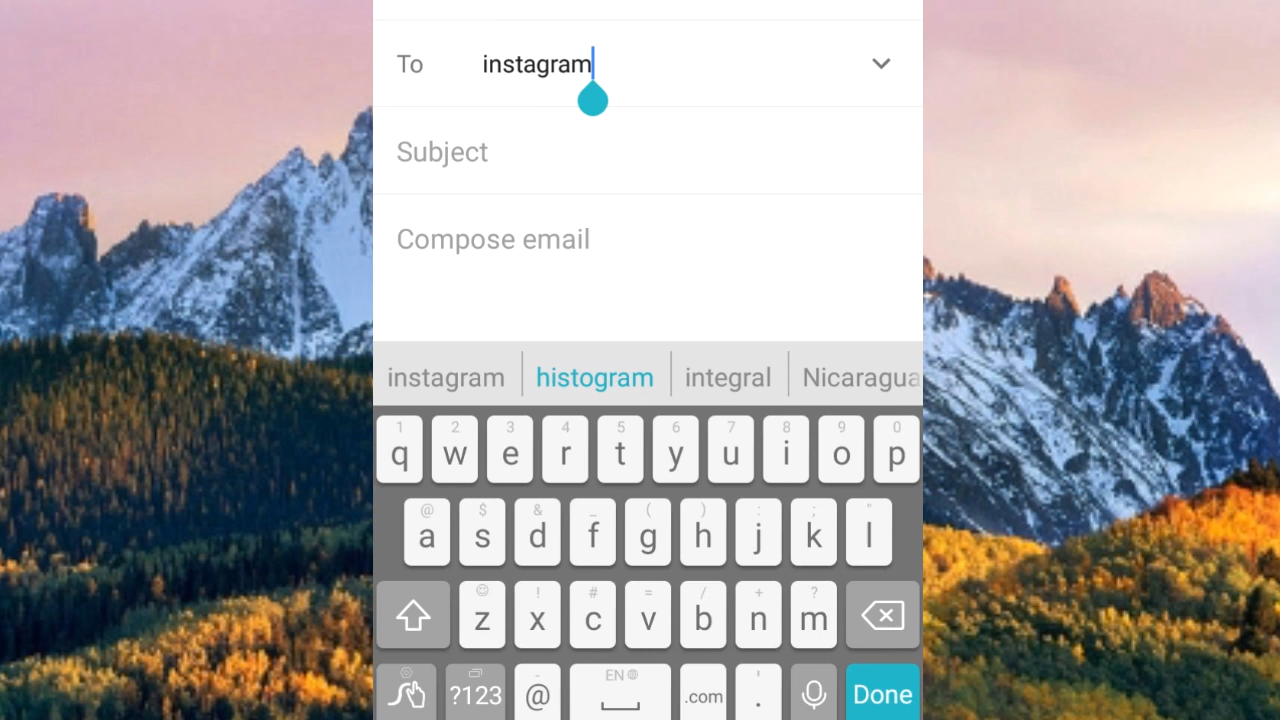 To instagram
Subject
Compose email
instagram histogram integral Nicaragua
1 2 3 4 5 6 7 8 9 0
q w e r t y u i o p
@ $ & _ ( ) : ; "
a s d f g h j k l
! # = / + ?
z x c v b n m
- EN '
?123 @ .com . Done